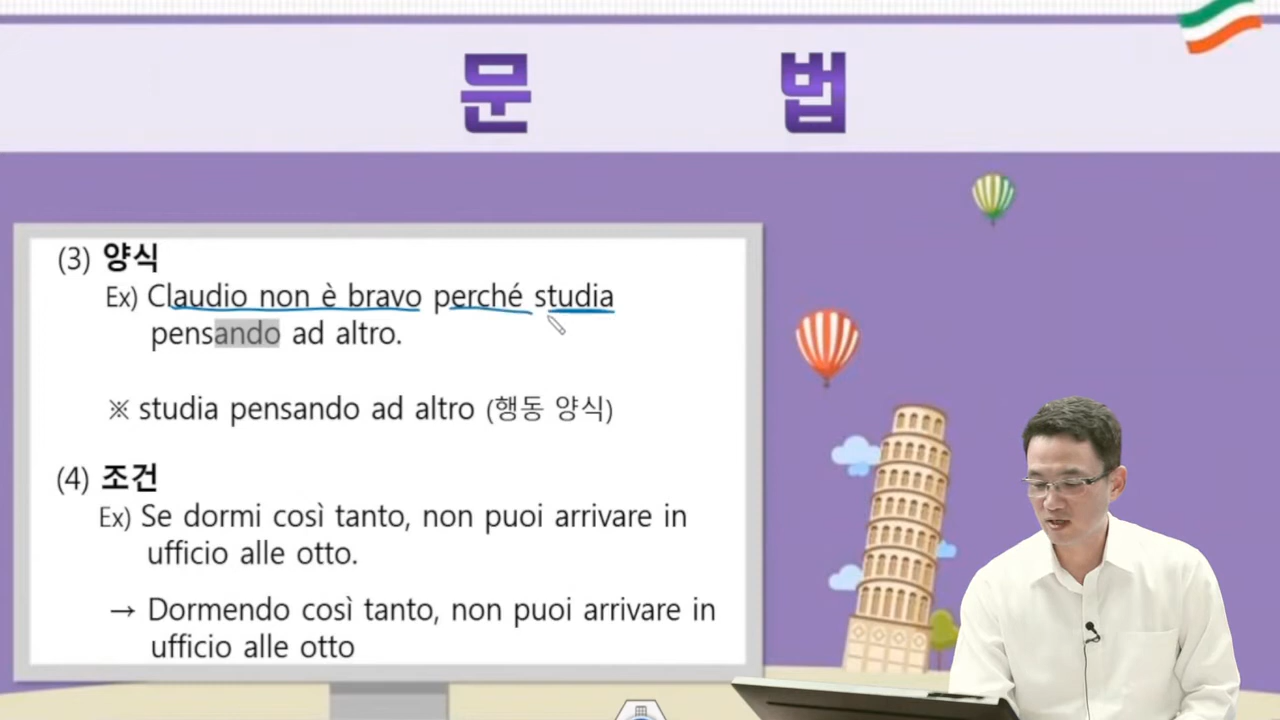 문 법
(3) 양식
Ex) Claudio non è bravo perché studia
pensando ad altro.
※ studia pensando ad altro (행동 양식)
(4) 조건
Ex) Se dormi così tanto, non puoi arrivare in
ufficio alle otto.
→ Dormendo così tanto, non puoi arrivare in
ufficio alle otto